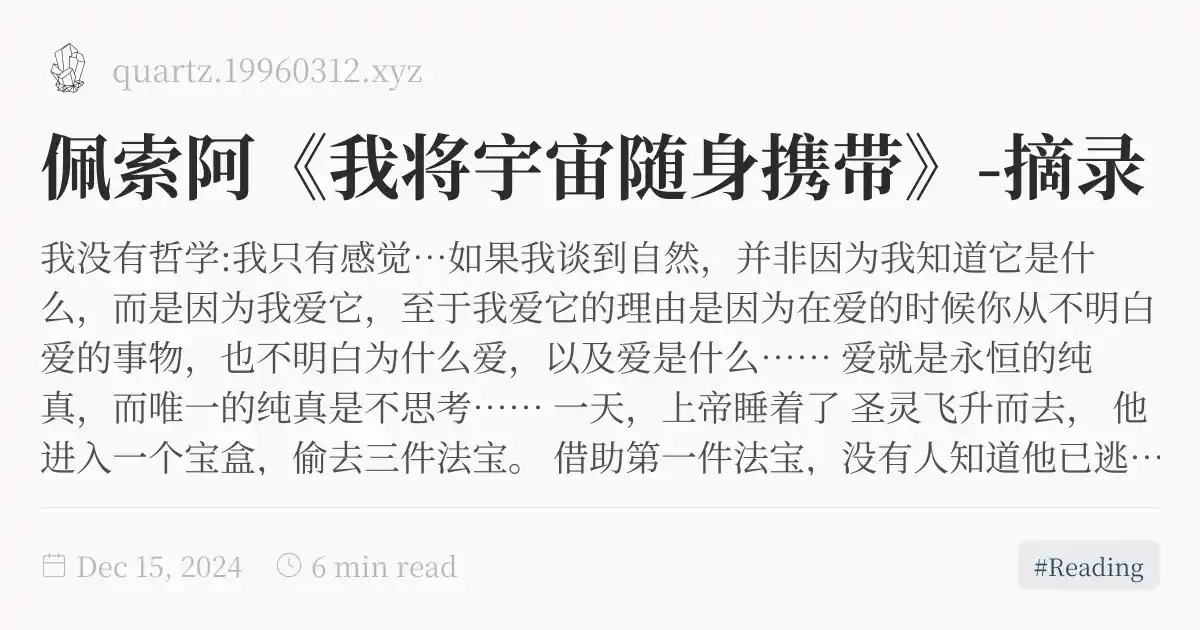 quartz.19960312.xyz
佩索阿《我将宇宙随身携带》-摘录
我没有哲学:我只有感觉…如果我谈到自然，并非因为我知道它是什
么，而是因为我爱它，至于我爱它的理由是因为在爱的时候你从不明白
爱的事物，也不明白为什么爱，以及爱是什么…… 爱就是永恒的纯
真，而唯一的纯真是不思考…… 一天，上帝睡着了 圣灵飞升而去， 他
进入一个宝盒，偷去三件法宝。 借助第一件法宝，没有人知道他已逃…
Dec 15, 2024 6 min read
#Reading